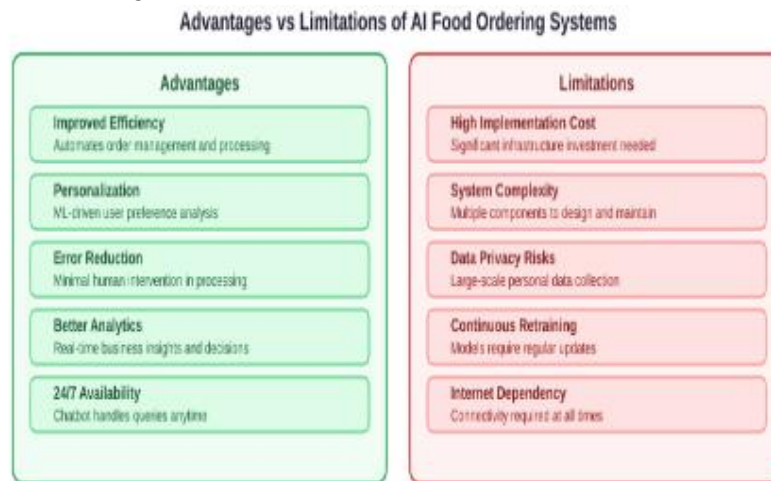 Advantages vs Limitations of AI Food Ordering Systems
Advantages
Improved Efficiency
Automates order management and processing
Personalization
ML-driven user preference analysis
Error Reduction
Minimal human intervention in processing
Better Analytics
Real-time business insights and decisions
24/7 Availability
Chatbot handles queries anytime
Limitations
High Implementation Cost
Significant infrastructure investment needed
System Complexity
Multiple components to design and maintain
Data Privacy Risks
Large-scale personal data collection
Continuous Retraining
Models require regular updates
Internet Dependency
Connectivity required at all times